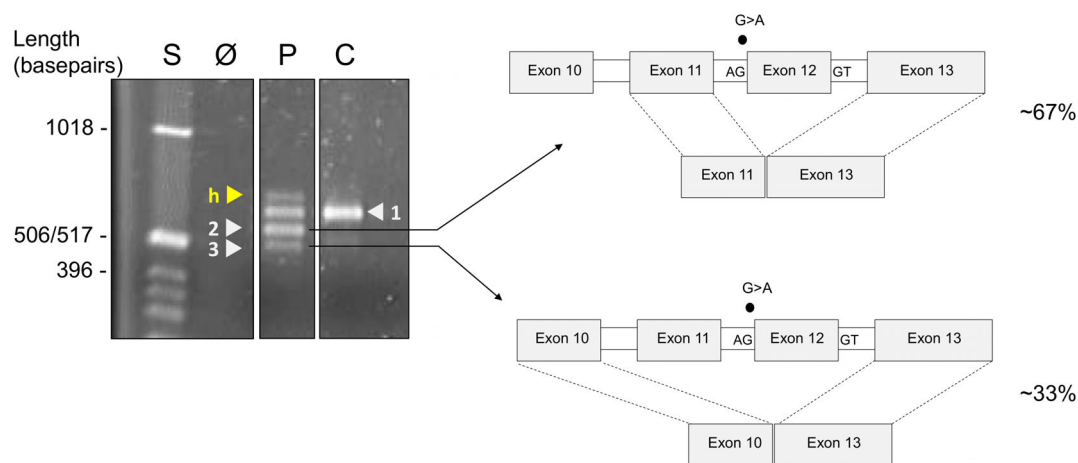 Length
(basepairs)
S Ø P C
1018 -
h
1
2
506/517 -
3
396 -
G>A
Exon 10 Exon 11 AG Exon 12 GT Exon 13
~67%
Exon 11 Exon 13
G>A
Exon 10 Exon 11 AG Exon 12 GT Exon 13
~33%
Exon 10 Exon 13